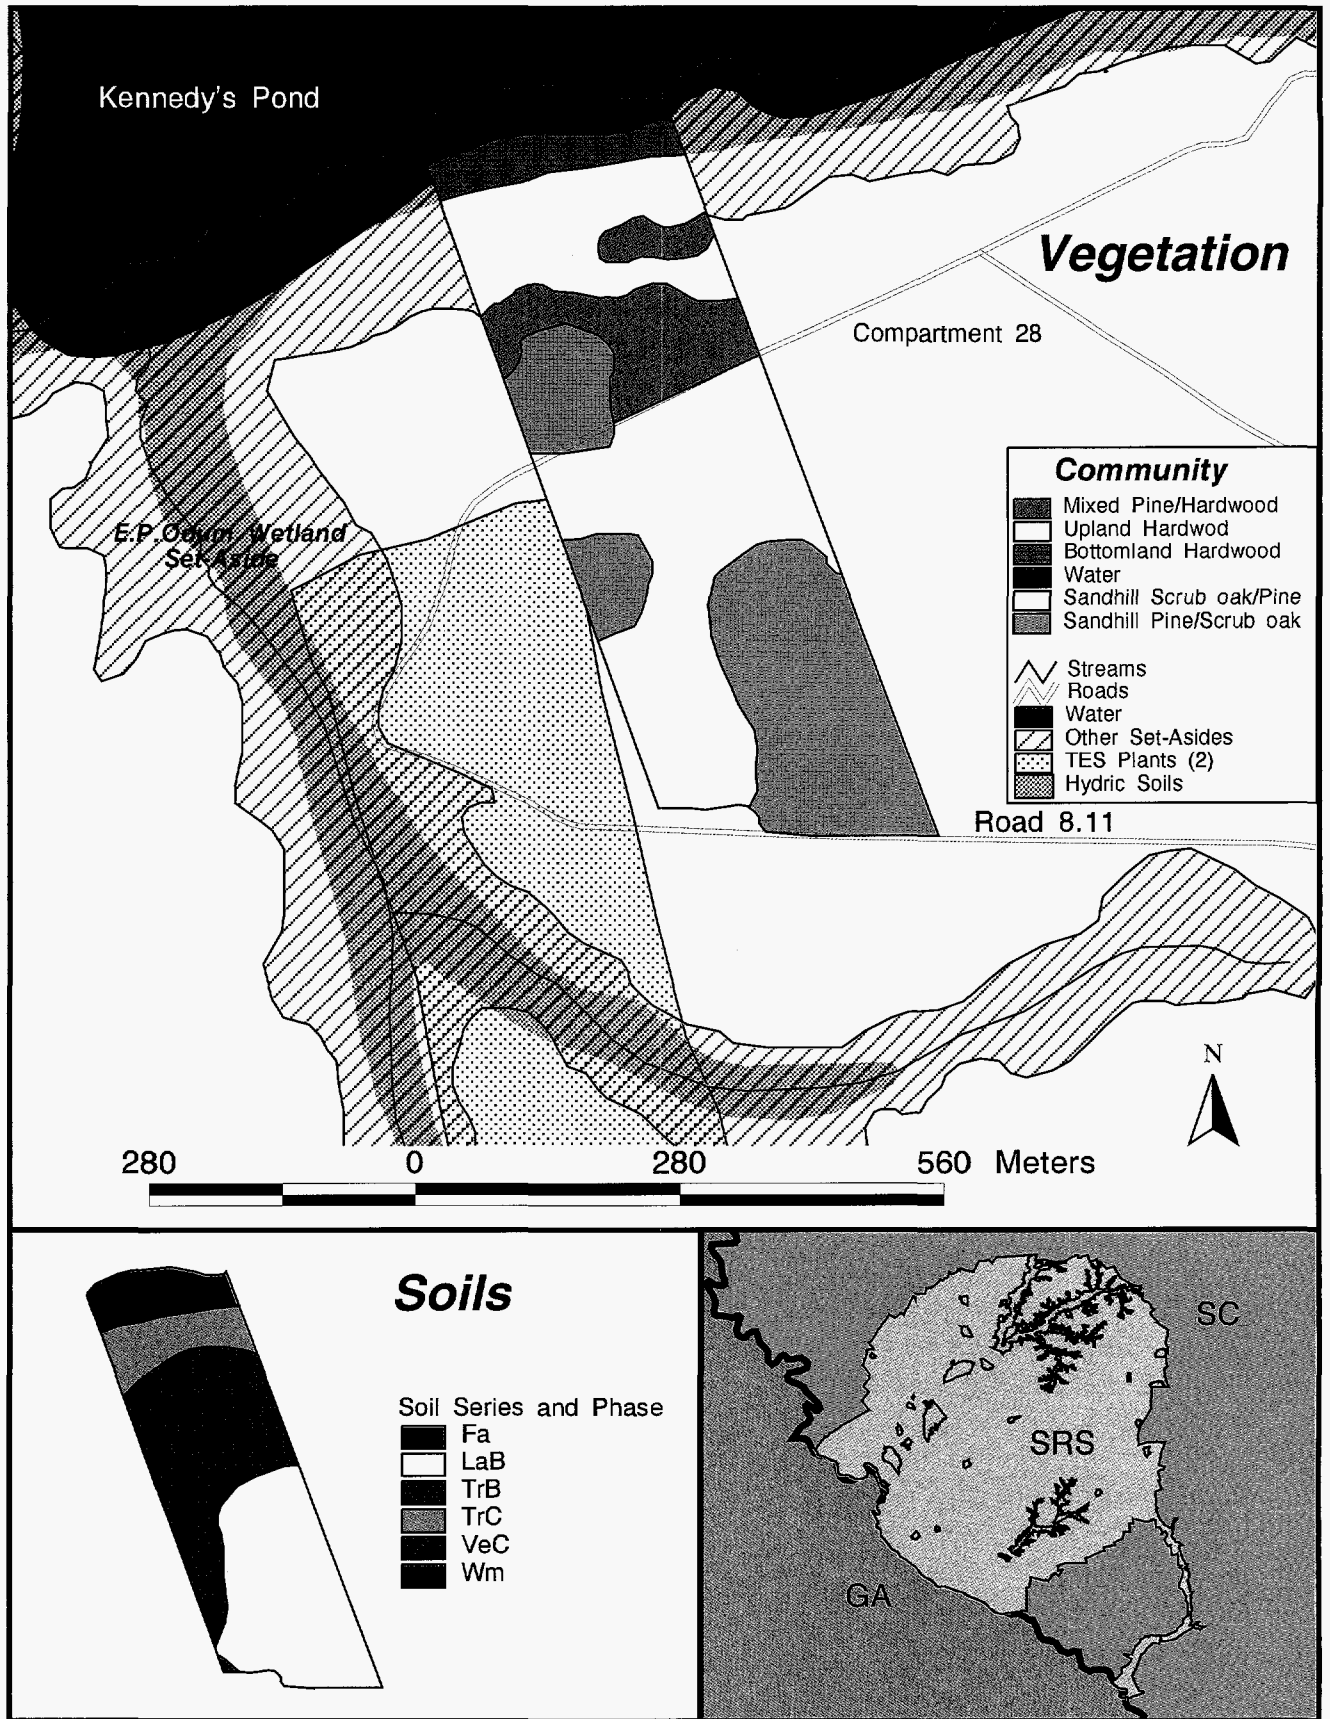 Kennedy's Pond
Vegetation
Compartment 28
E.P.Odum Wetland
Set-Aside
Community
Mixed Pine/Hardwood
Upland Hardwod
Bottomland Hardwood
Water
Sandhill Scrub oak/Pine
Sandhill Pine/Scrub oak
Streams
Roads
Water
Other Set-Asides
TES Plants (2)
Hydric Soils
Road 8.11
N
280 0 280 560 Meters
Soils
Soil Series and Phase
Fa
LaB
TrB
TrC
VeC
Wm
SC
SRS
GA